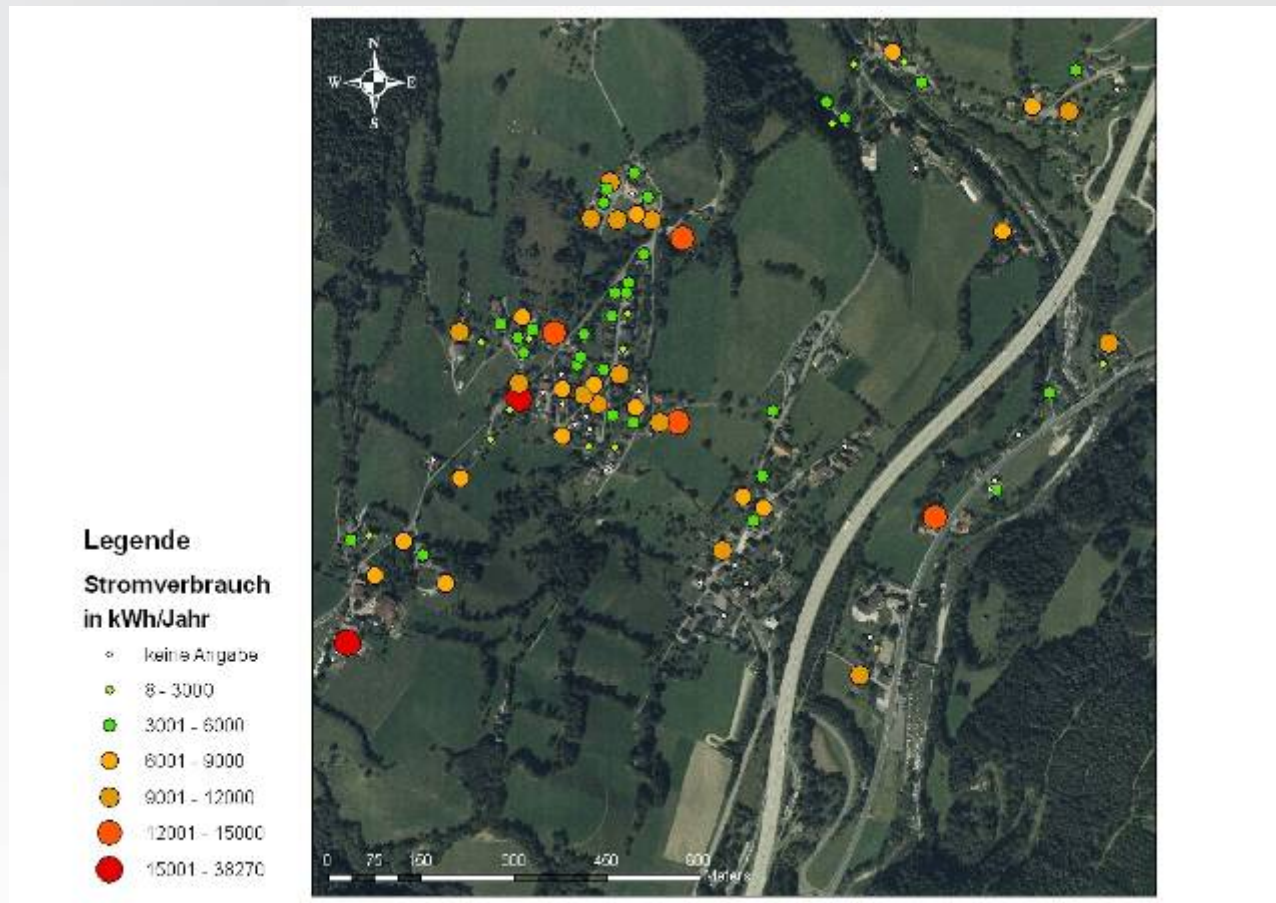 N
W E
S
Legende
Stromverbrauch
in kWh/Jahr
keine Angabe
8 - 3000
3001 - 6000
6001 - 9000
9001 - 12000
12001 - 15000
15001 - 38270
0 75 150 300 450 600
Meters